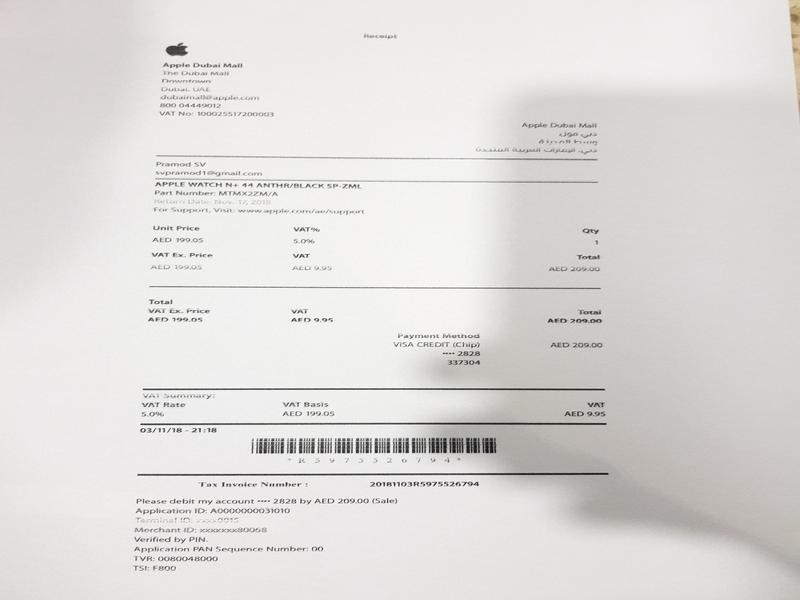 Receipt
Apple Dubai Mall
The Dubai Mall
Downtown
Dubai, UAE
dubaimall@apple.com
800 04449012
VAT No: 100025517200003
Apple Dubai Mall
دبي مول
وسط المدينة
دبي، الإمارات العربية المتحدة
Pramod SV
svpramod1@gmail.com
APPLE WATCH N+ 44 ANTHR/BLACK SP-ZML
Part Number: MTMX2ZM/A
Return Date: Nov. 17, 2018
For Support, Visit: www.apple.com/ae/support
Unit Price VAT% Qty
AED 199.05 5.0% 1
VAT Ex. Price VAT Total
AED 199.05 AED 9.95 AED 209.00
Total
VAT Ex. Price VAT Total
AED 199.05 AED 9.95 AED 209.00
Payment Method
VISA CREDIT (Chip) AED 209.00
•••• 2828
337304
VAT Summary:
VAT Rate VAT Basis VAT
5.0% AED 199.05 AED 9.95
03/11/18 - 21:18
*R5975526794*
Tax Invoice Number : 20181103R5975526794
Please debit my account •••• 2828 by AED 209.00 (Sale)
Application ID: A0000000031010
Terminal ID: xxxx0015
Merchant ID: xxxxxxx80068
Verified by PIN.
Application PAN Sequence Number: 00
TVR: 0080048000
TSI: F800